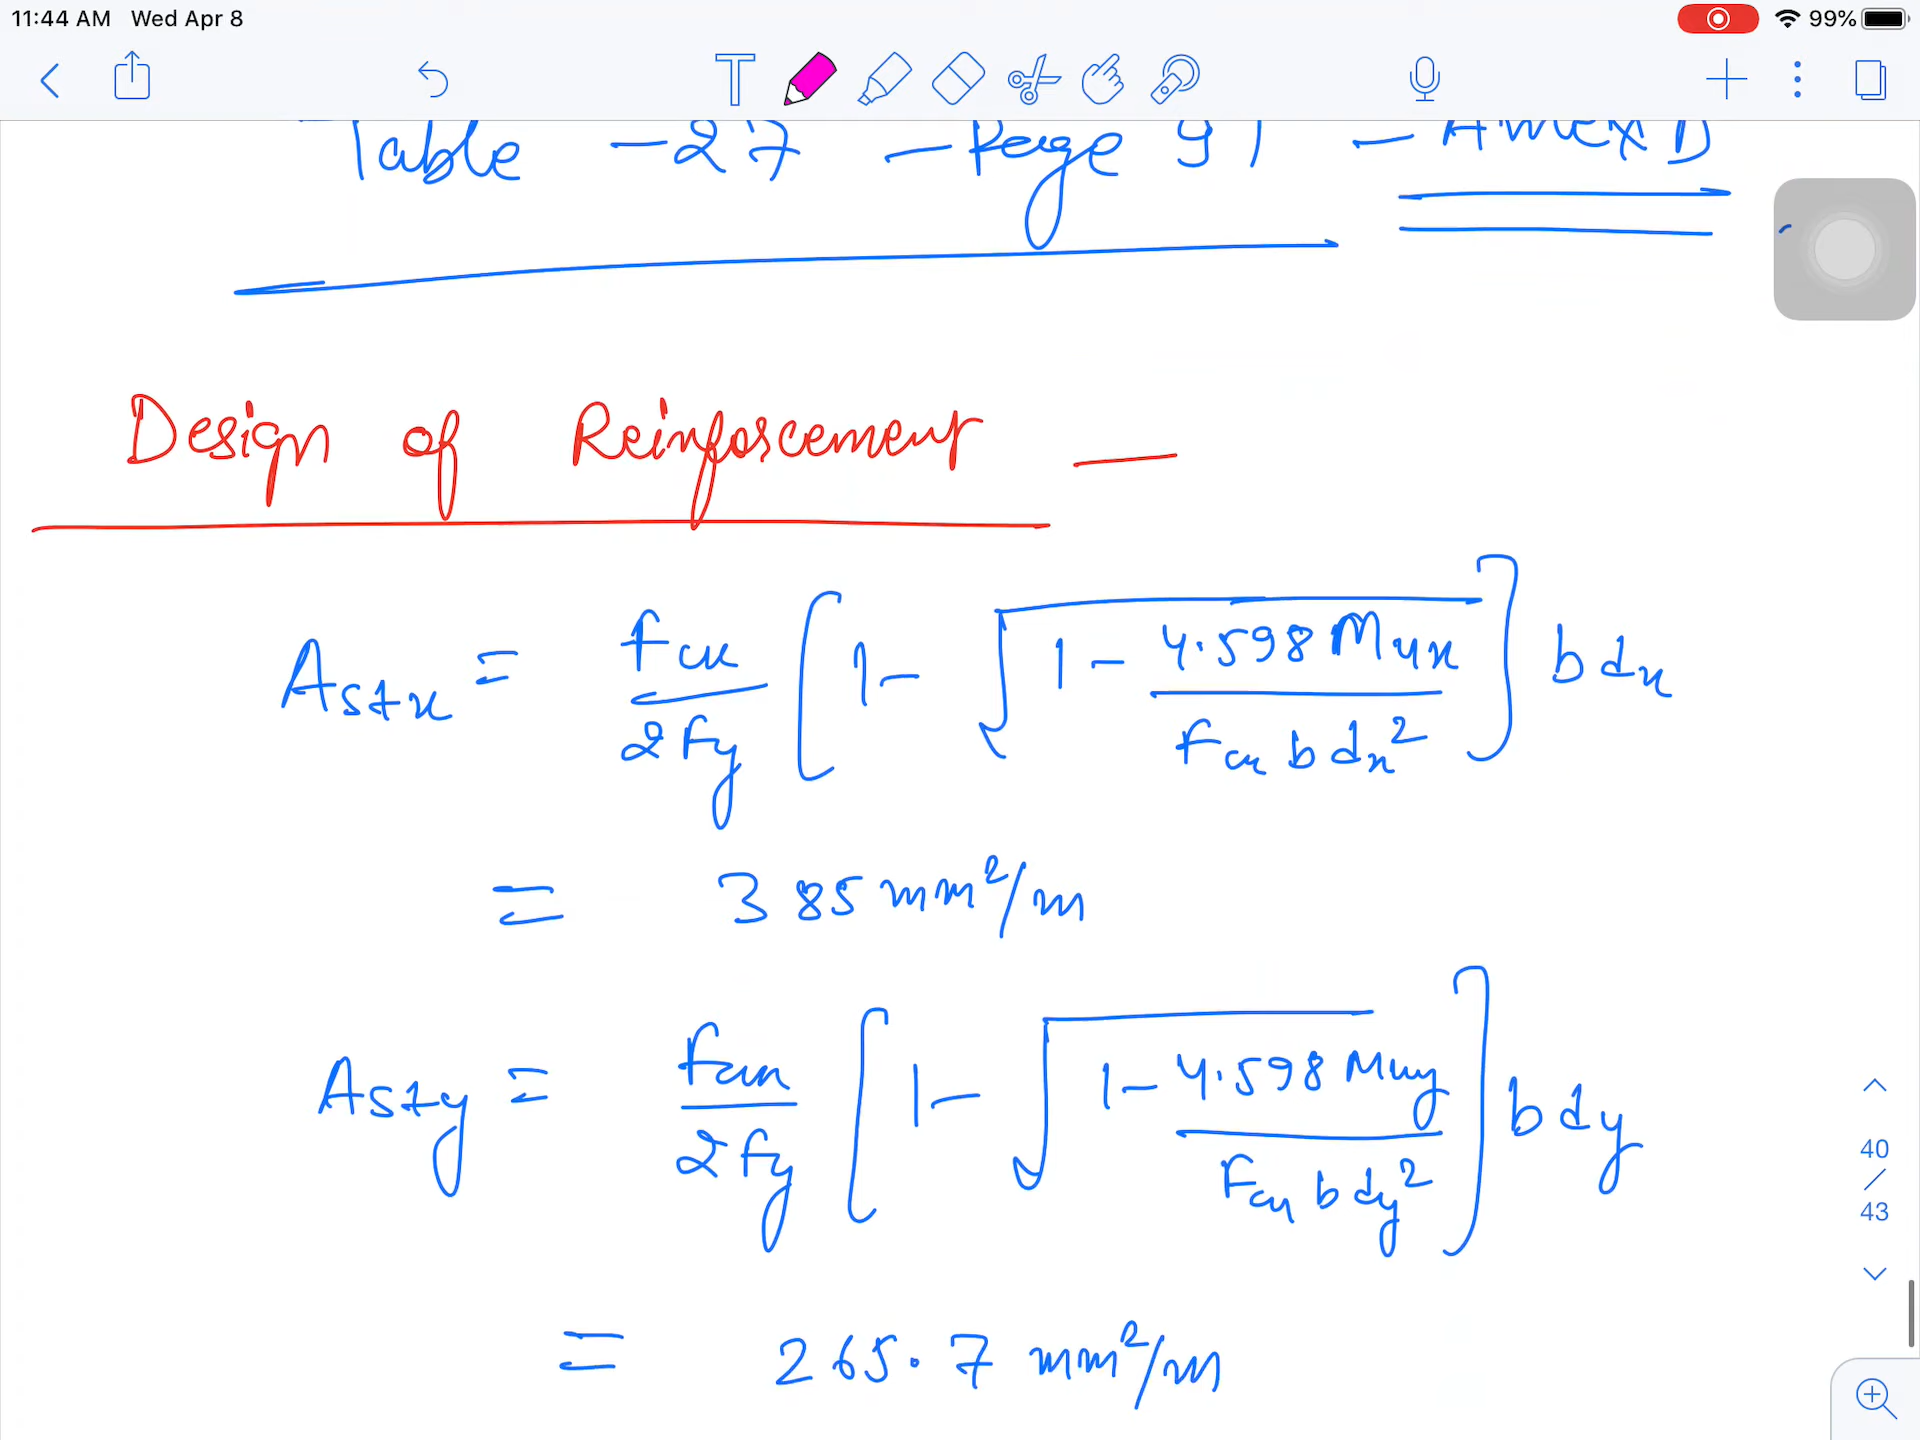 11:44 AM Wed Apr 8 99%
Table - 27 - Page 91 - Annex D
Design of Reinforcement —
Astx = fck / 2fy [1 - √(1 - 4.598 Mux / fck b dx²)] b dx
= 385 mm²/m
Asty = fck / 2fy [1 - √(1 - 4.598 Muy / fck b dy²)] b dy
40 / 43
= 265.7 mm²/m